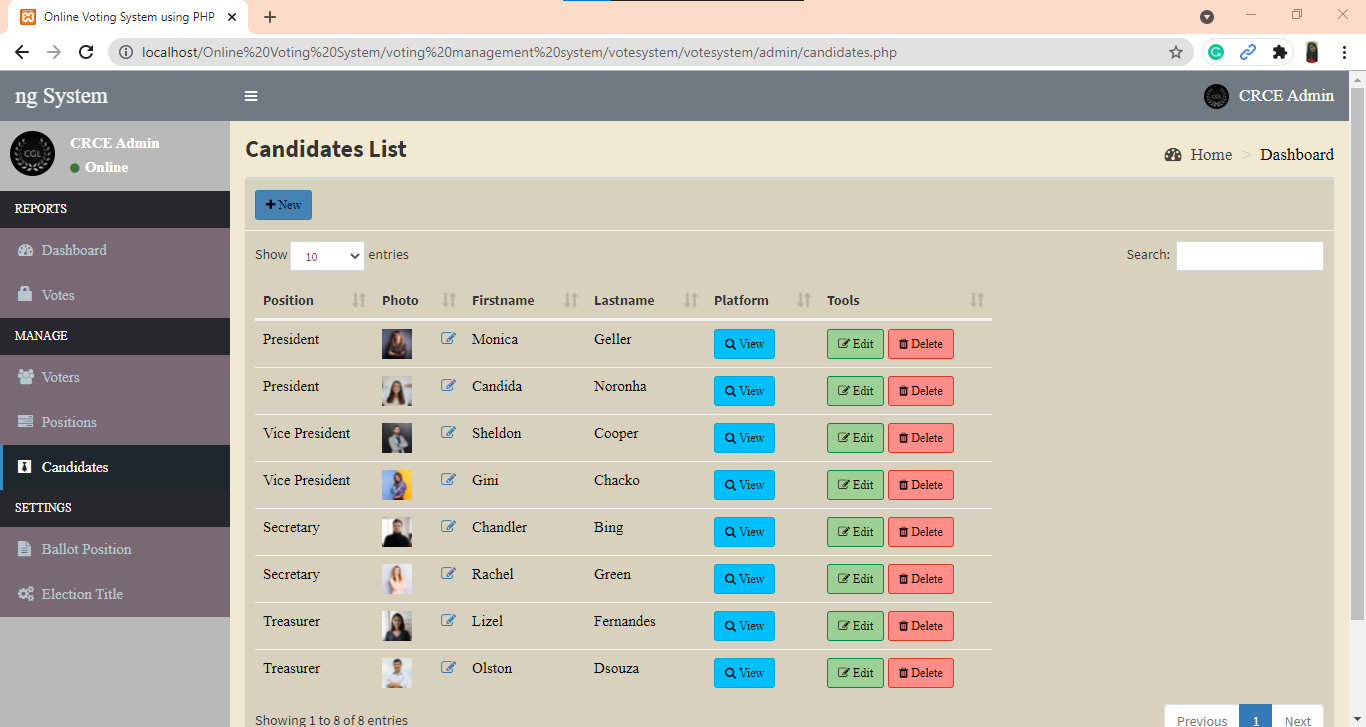 Online Voting System using PHP
localhost/Online%20Voting%20System/voting%20management%20system/votesystem/votesystem/admin/candidates.php
ng System
CRCE Admin
CGL
CRCE Admin
Online
REPORTS
Dashboard
Votes
MANAGE
Voters
Positions
Candidates
SETTINGS
Ballot Position
Election Title
Candidates List
Home > Dashboard
New
Show 10 entries
Search:
Position Photo Firstname Lastname Platform Tools
President Monica Geller View Edit Delete
President Candida Noronha View Edit Delete
Vice President Sheldon Cooper View Edit Delete
Vice President Gini Chacko View Edit Delete
Secretary Chandler Bing View Edit Delete
Secretary Rachel Green View Edit Delete
Treasurer Lizel Fernandes View Edit Delete
Treasurer Olston Dsouza View Edit Delete
Showing 1 to 8 of 8 entries
Previous 1 Next